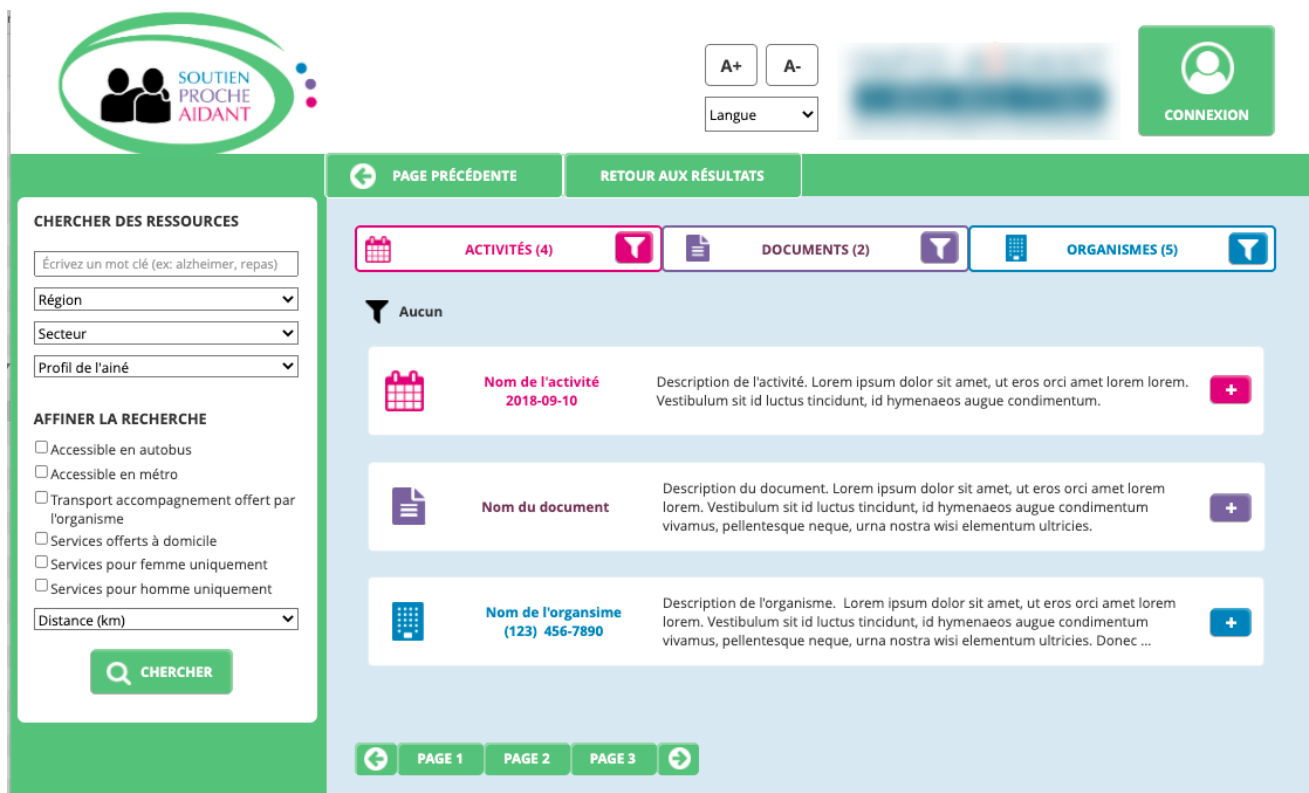 SOUTIEN
PROCHE
AIDANT
A+
A-
Langue
CONNEXION
PAGE PRÉCÉDENTE
RETOUR AUX RÉSULTATS
CHERCHER DES RESSOURCES
Écrivez un mot clé (ex: alzheimer, repas)
Région
Secteur
Profil de l'ainé
AFFINER LA RECHERCHE
Accessible en autobus
Accessible en métro
Transport accompagnement offert par
l'organisme
Services offerts à domicile
Services pour femme uniquement
Services pour homme uniquement
Distance (km)
CHERCHER
ACTIVITÉS (4)
DOCUMENTS (2)
ORGANISMES (5)
Aucun
Nom de l'activité
2018-09-10
Description de l'activité. Lorem ipsum dolor sit amet, ut eros orci amet lorem lorem.
Vestibulum sit id luctus tincidunt, id hymenaeos augue condimentum.
+
Nom du document
Description du document. Lorem ipsum dolor sit amet, ut eros orci amet lorem
lorem. Vestibulum sit id luctus tincidunt, id hymenaeos augue condimentum
vivamus, pellentesque neque, urna nostra wisi elementum ultricies.
+
Nom de l'organsime
(123) 456-7890
Description de l'organisme. Lorem ipsum dolor sit amet, ut eros orci amet lorem
lorem. Vestibulum sit id luctus tincidunt, id hymenaeos augue condimentum
vivamus, pellentesque neque, urna nostra wisi elementum ultricies. Donec ...
+
PAGE 1
PAGE 2
PAGE 3